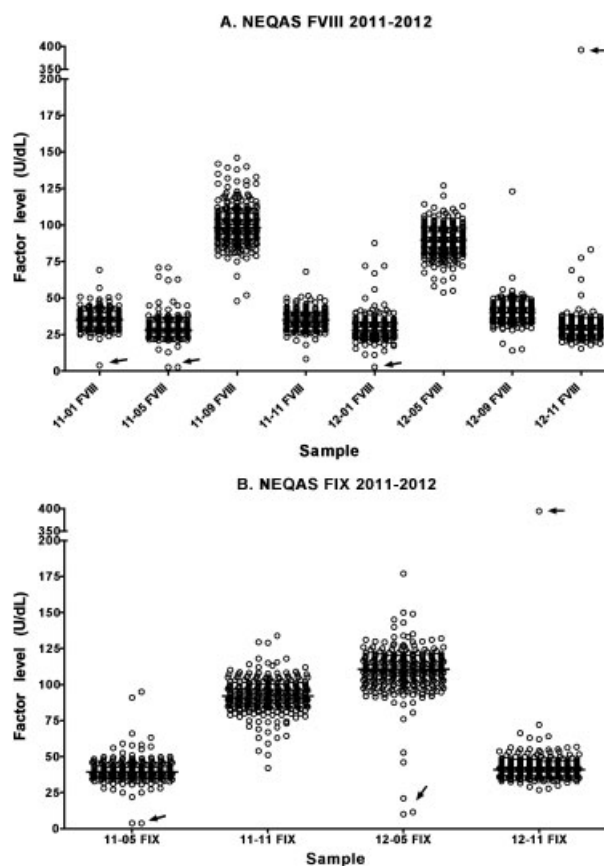 A. NEQAS FVIII 2011-2012
400
350
200
175
150
125
100
75
50
25
0
Factor level (U/dL)
11-01 FVIII
11-05 FVIII
11-09 FVIII
11-11 FVIII
12-01 FVIII
12-05 FVIII
12-09 FVIII
12-11 FVIII
Sample
B. NEQAS FIX 2011-2012
400
350
200
175
150
125
100
75
50
25
0
Factor level (U/dL)
11-05 FIX
11-11 FIX
12-05 FIX
12-11 FIX
Sample